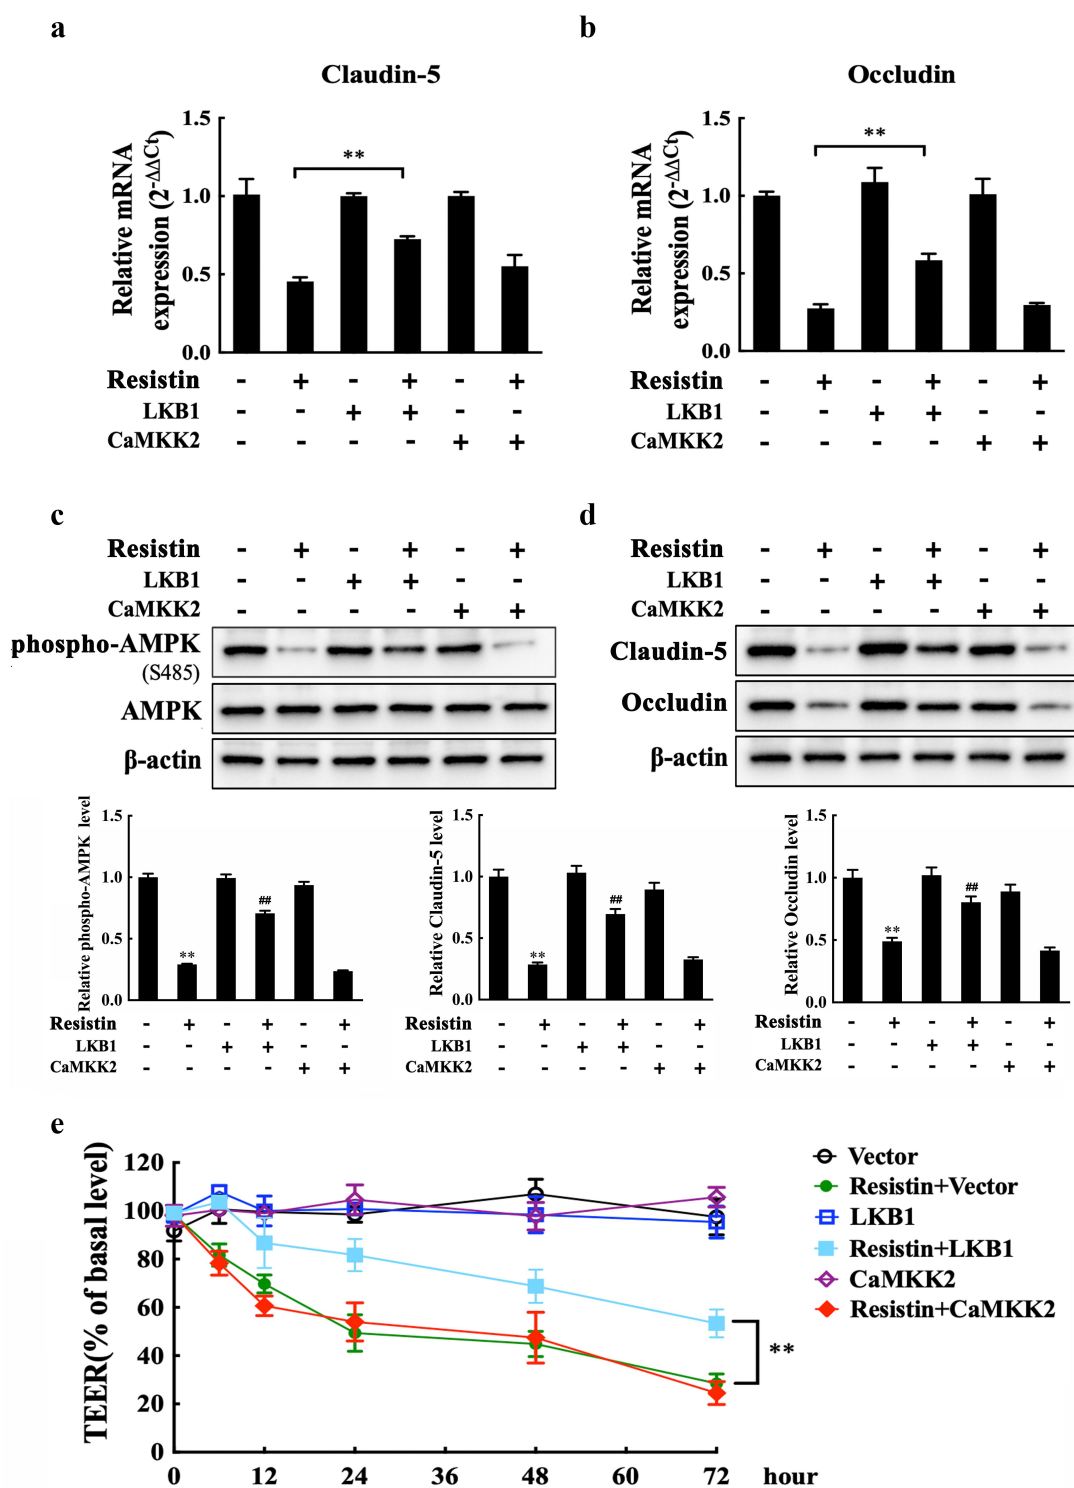 a
b
Claudin-5
Occludin
Relative mRNA
expression (2-ΔΔCt)
1.5
1.0
0.5
0.0
**
Resistin - + - + - +
LKB1 - - + + - -
CaMKK2 - - - - + +
Relative mRNA
expression (2-ΔΔCt)
1.5
1.0
0.5
0.0
**
Resistin - + - + - +
LKB1 - - + + - -
CaMKK2 - - - - + +
c
d
Resistin - + - + - +
LKB1 - - + + - -
CaMKK2 - - - - + +
phospho-AMPK
(S485)
AMPK
β-actin
Resistin - + - + - +
LKB1 - - + + - -
CaMKK2 - - - - + +
Claudin-5
Occludin
β-actin
Relative phospho-AMPK level
1.5
1.0
0.5
0.0
**
##
Resistin - + - + - +
LKB1 - - + + - -
CaMKK2 - - - - + +
Relative Claudin-5 level
1.5
1.0
0.5
0.0
**
##
Resistin - + - + - +
LKB1 - - + + - -
CaMKK2 - - - - + +
Relative Occludin level
1.5
1.0
0.5
0.0
**
##
Resistin - + - + - +
LKB1 - - + + - -
CaMKK2 - - - - + +
e
TEER(% of basal level)
120
100
80
60
40
20
0
0 12 24 36 48 60 72 hour
Vector
Resistin+Vector
LKB1
Resistin+LKB1
CaMKK2
Resistin+CaMKK2
**